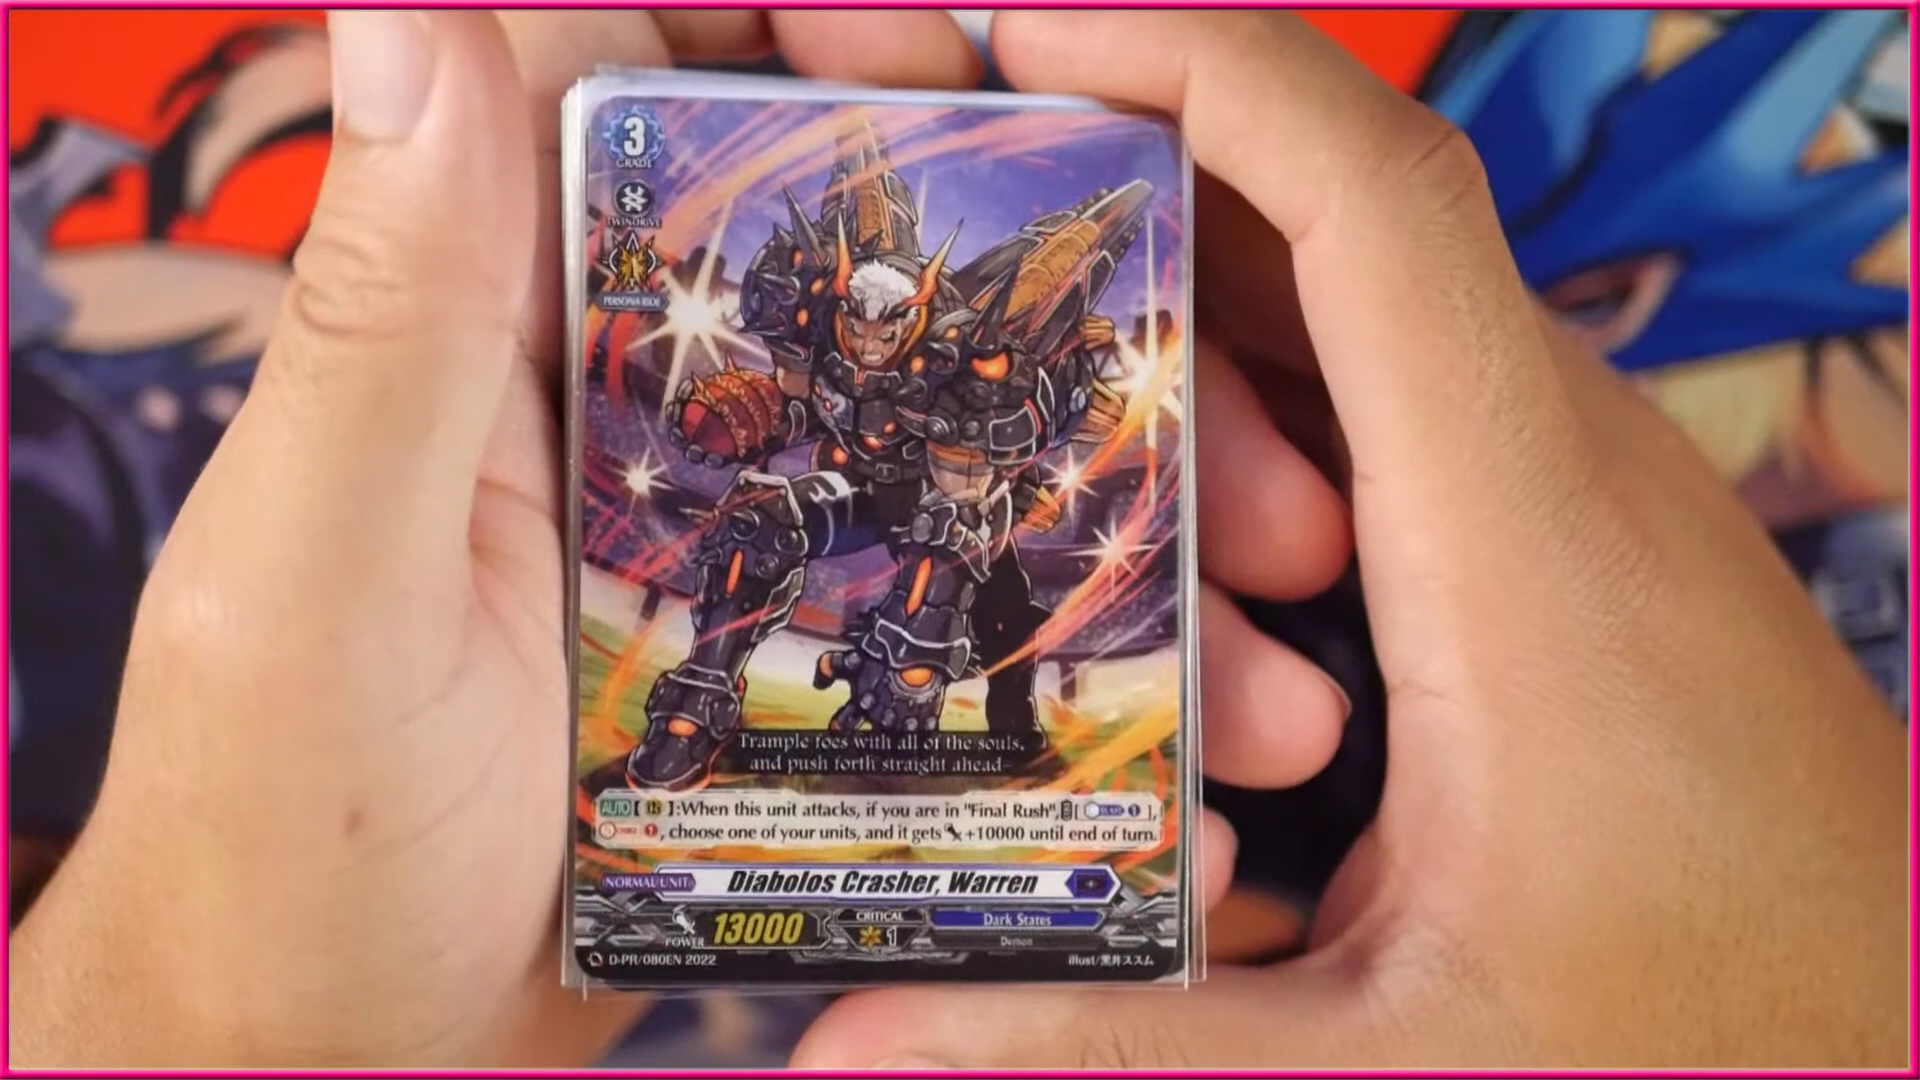 3
GRADE
TWINDRIVE
PERSONA RIDE
Trample foes with all of the souls,
and push forth straight ahead–
AUTO【 】:When this unit attacks, if you are in "Final Rush", [ 1 ],
1 , choose one of your units, and it gets +10000 until end of turn.
NORMAL UNIT Diabolos Crasher, Warren
POWER 13000 CRITICAL 1 Dark States
Demon
D-PR/080EN 2022 illust/黒井ススム